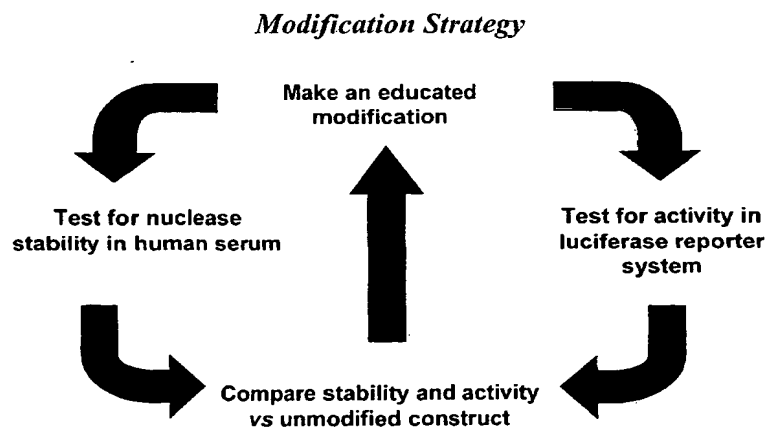 Modification Strategy
Make an educated
modification
Test for nuclease
stability in human serum
Test for activity in
luciferase reporter
system
Compare stability and activity
vs unmodified construct